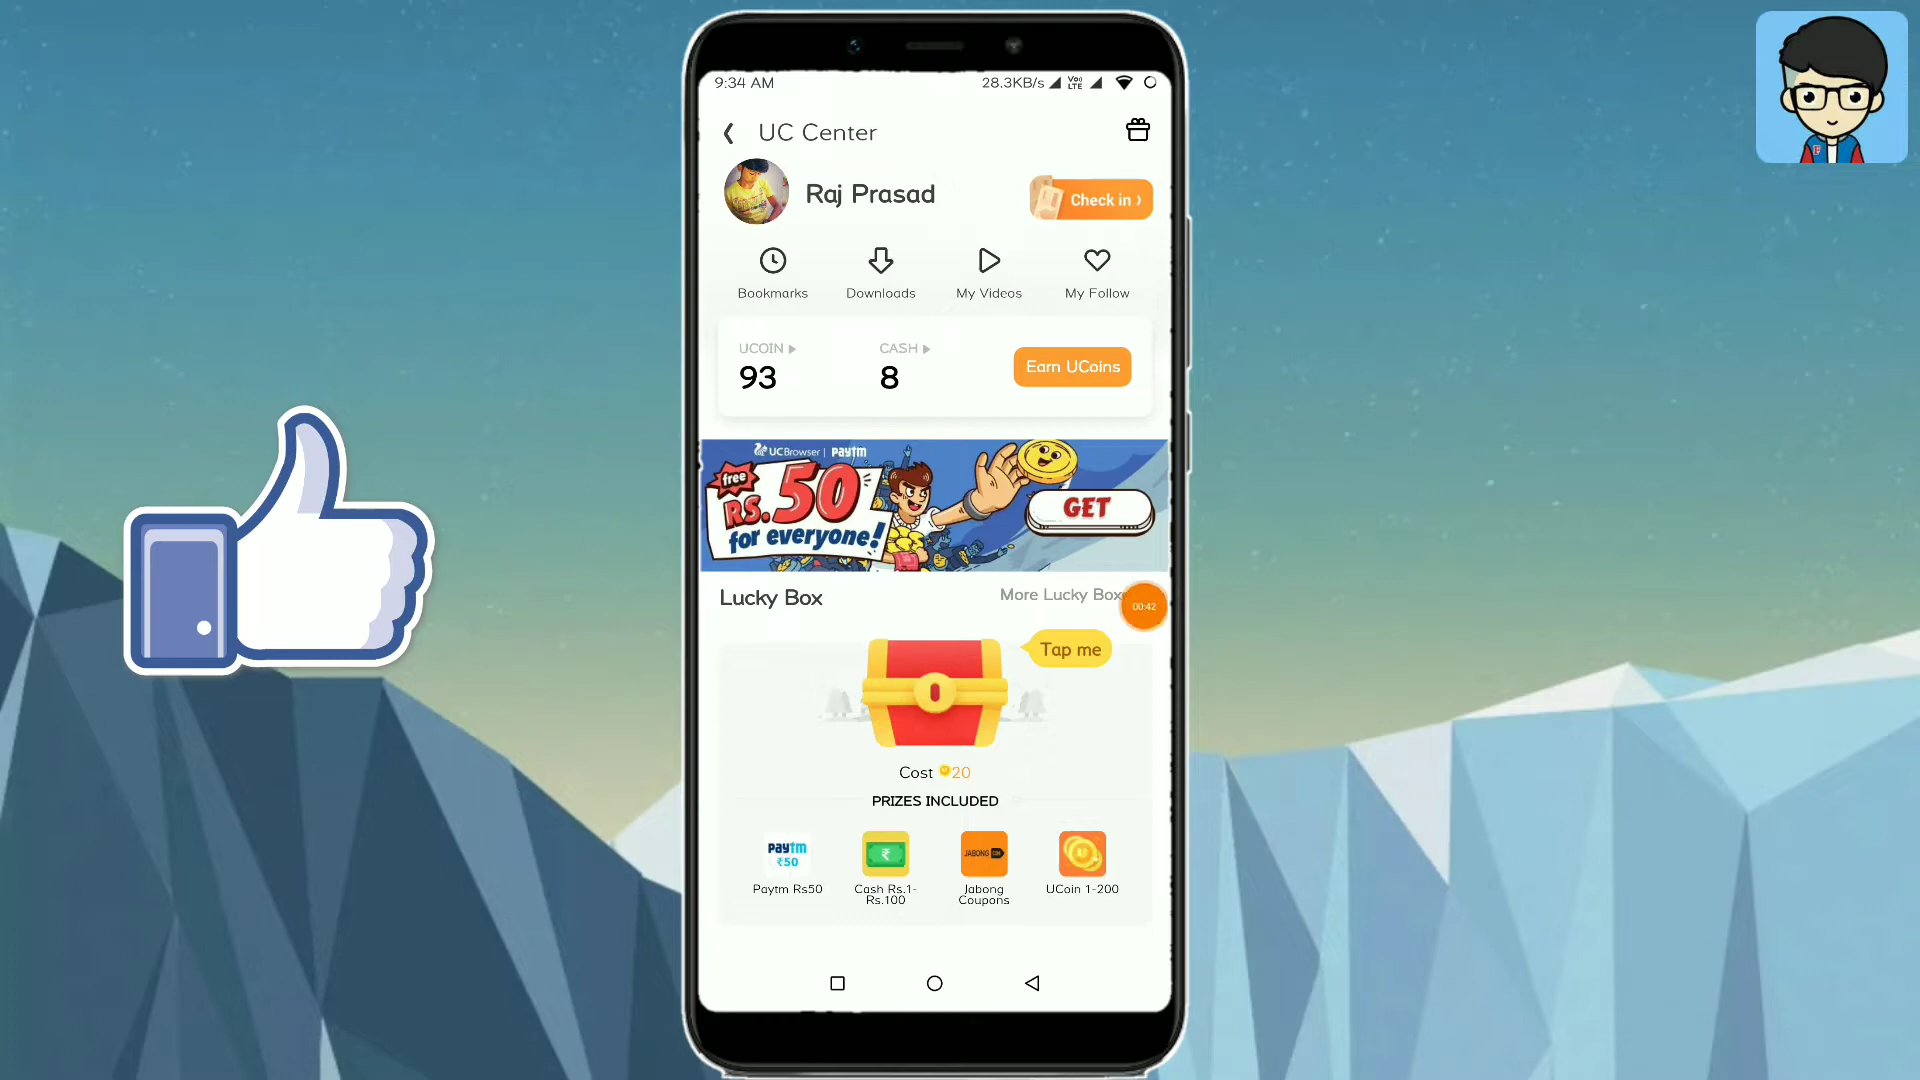 9:34 AM
28.3KB/s
Vo)
LTE
UC Center
Raj Prasad
Check in ›
Bookmarks
Downloads
My Videos
My Follow
UCOIN
CASH
93
8
Earn UCoins
UCBrowser | paytm
free
RS.50
for everyone!
GET
Lucky Box
More Lucky Box
00:42
Tap me
Cost 20
PRIZES INCLUDED
paytm
₹50
₹
JABONG
Paytm Rs50
Cash Rs.1-
Rs.100
Jabong
Coupons
UCoin 1-200